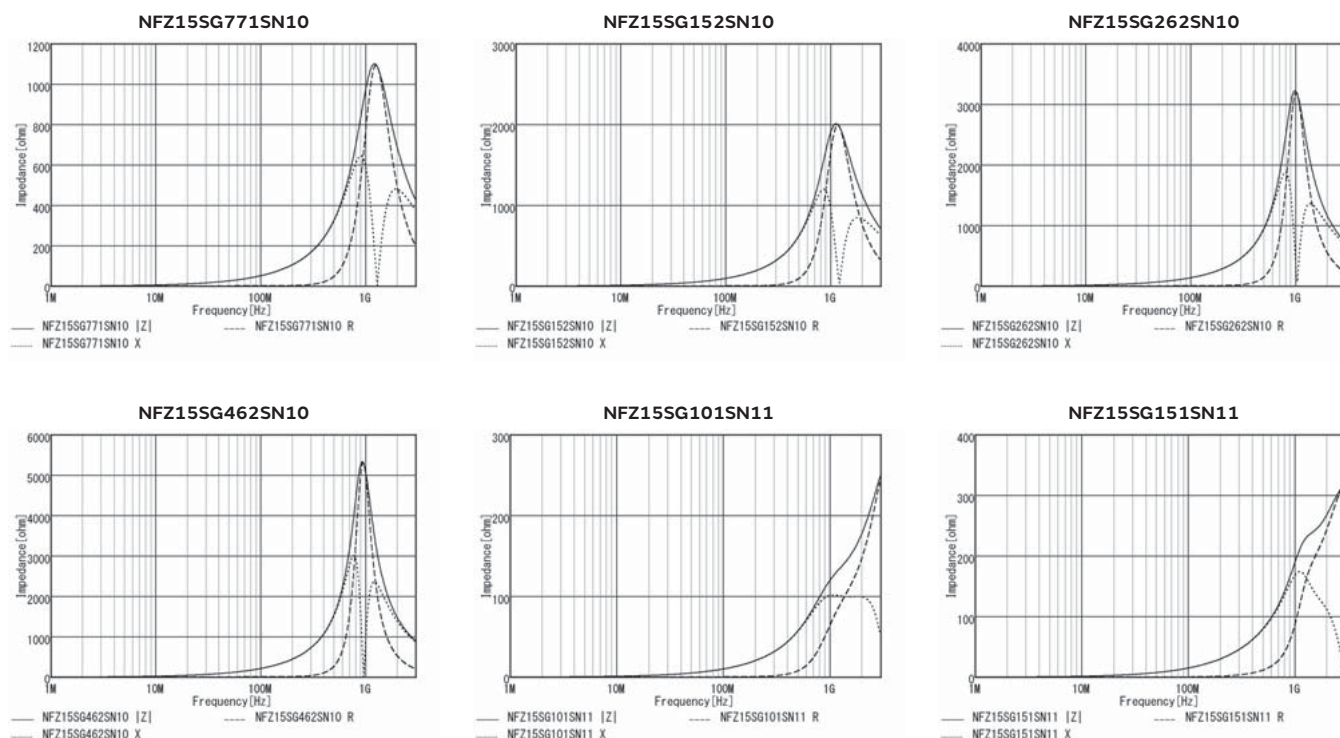 NFZ15SG771SN10
1200
1000
800
600
400
200
0
Impedance[ohm]
1M
10M
100M
1G
Frequency[Hz]
NFZ15SG771SN10 |Z|
NFZ15SG771SN10 R
NFZ15SG771SN10 X
NFZ15SG152SN10
3000
2000
1000
0
Impedance[ohm]
1M
10M
100M
1G
Frequency[Hz]
NFZ15SG152SN10 |Z|
NFZ15SG152SN10 R
NFZ15SG152SN10 X
NFZ15SG262SN10
4000
3000
2000
1000
0
Impedance[ohm]
1M
10M
100M
1G
Frequency[Hz]
NFZ15SG262SN10 |Z|
NFZ15SG262SN10 R
NFZ15SG262SN10 X
NFZ15SG462SN10
6000
5000
4000
3000
2000
1000
0
Impedance[ohm]
1M
10M
100M
1G
Frequency[Hz]
NFZ15SG462SN10 |Z|
NFZ15SG462SN10 R
NFZ15SG462SN10 X
NFZ15SG101SN11
300
200
100
0
Impedance[ohm]
1M
10M
100M
1G
Frequency[Hz]
NFZ15SG101SN11 |Z|
NFZ15SG101SN11 R
NFZ15SG101SN11 X
NFZ15SG151SN11
400
300
200
100
0
Impedance[ohm]
1M
10M
100M
1G
Frequency[Hz]
NFZ15SG151SN11 |Z|
NFZ15SG151SN11 R
NFZ15SG151SN11 X